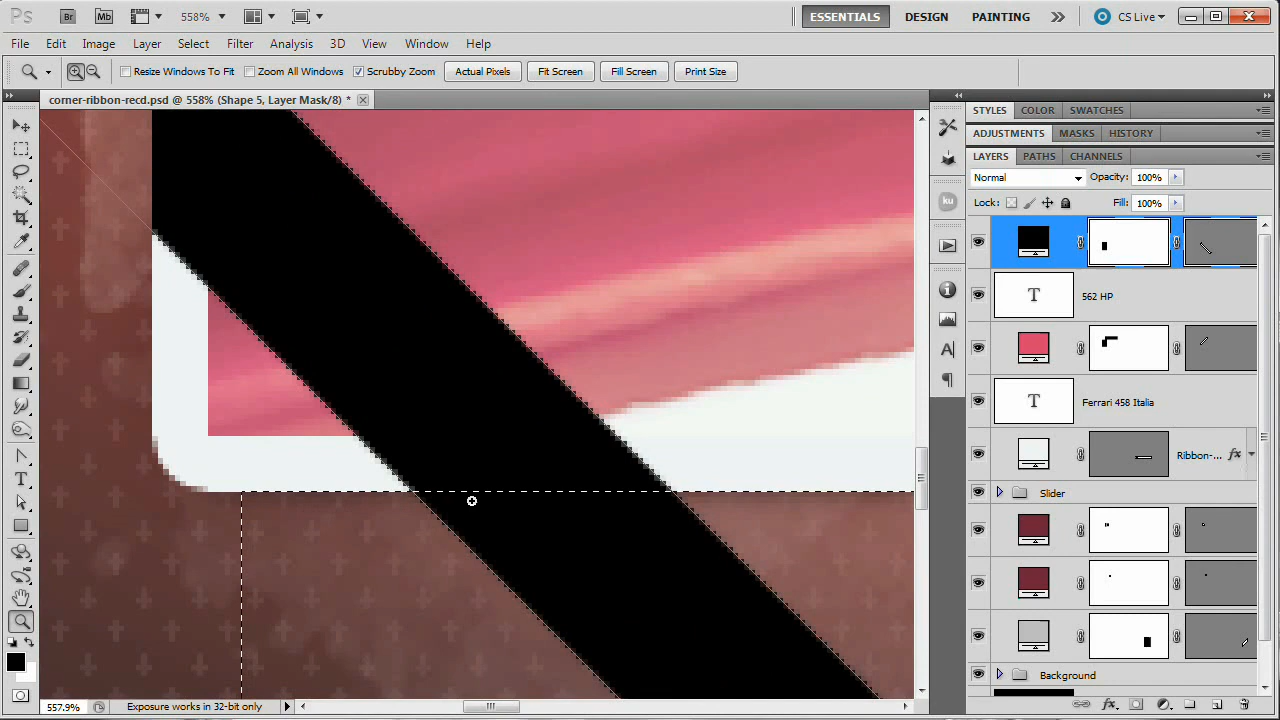 Ps Br Mb 558% ESSENTIALS DESIGN PAINTING CS Live
File Edit Image Layer Select Filter Analysis 3D View Window Help
Resize Windows To Fit Zoom All Windows Scrubby Zoom Actual Pixels Fit Screen Fill Screen Print Size
corner-ribbon-recd.psd @ 558% (Shape 5, Layer Mask/8) *
STYLES COLOR SWATCHES
ADJUSTMENTS MASKS HISTORY
LAYERS PATHS CHANNELS
Normal Opacity: 100%
Lock: Fill: 100%
ku
T 562 HP
T Ferrari 458 Italia
Ribbon-... fx
Slider
Background
557.9% Exposure works in 32-bit only